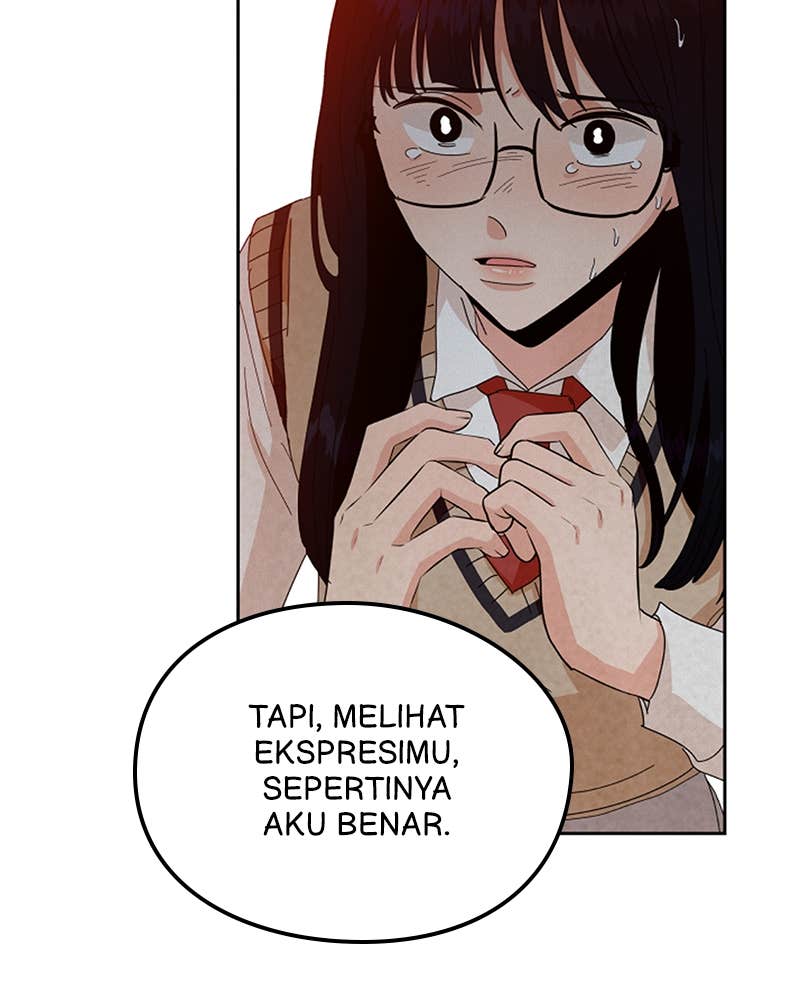 TAPI, MELIHAT
EKSPRESIMU,
SEPERTINYA
AKU BENAR.